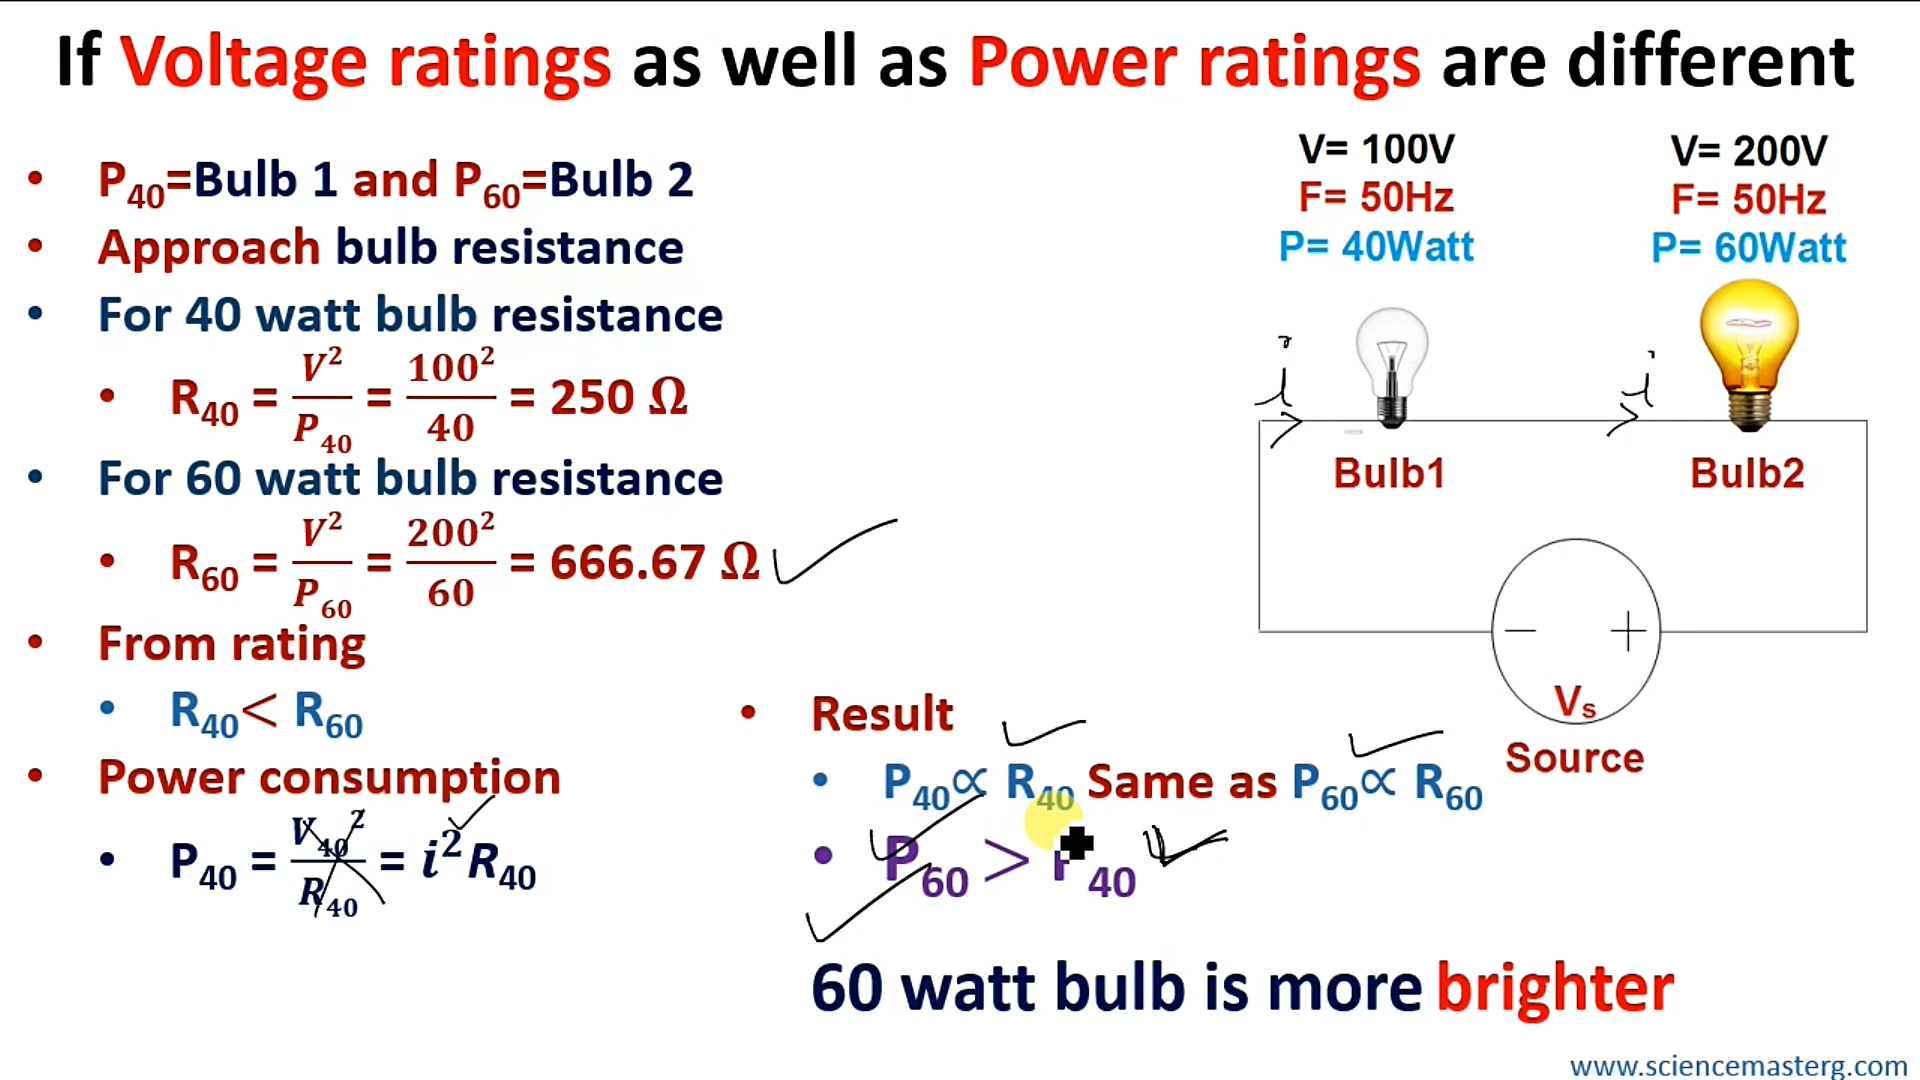 If Voltage ratings as well as Power ratings are different
• P₄₀=Bulb 1 and P₆₀=Bulb 2
• Approach bulb resistance
• For 40 watt bulb resistance
• R₄₀ = V²/P₄₀ = 100²/40 = 250 Ω
• For 60 watt bulb resistance
• R₆₀ = V²/P₆₀ = 200²/60 = 666.67 Ω
• From rating
• R₄₀< R₆₀
• Power consumption
• P₄₀ = V₄₀²/R₄₀ = i²R₄₀
V= 100V
F= 50Hz
P= 40Watt
V= 200V
F= 50Hz
P= 60Watt
i
i
Bulb1
Bulb2
− +
Vₛ
Source
• Result
• P₄₀∝ R₄₀ Same as P₆₀∝ R₆₀
• P₆₀ > P₄₀
60 watt bulb is more brighter
www.sciencemasterg.com